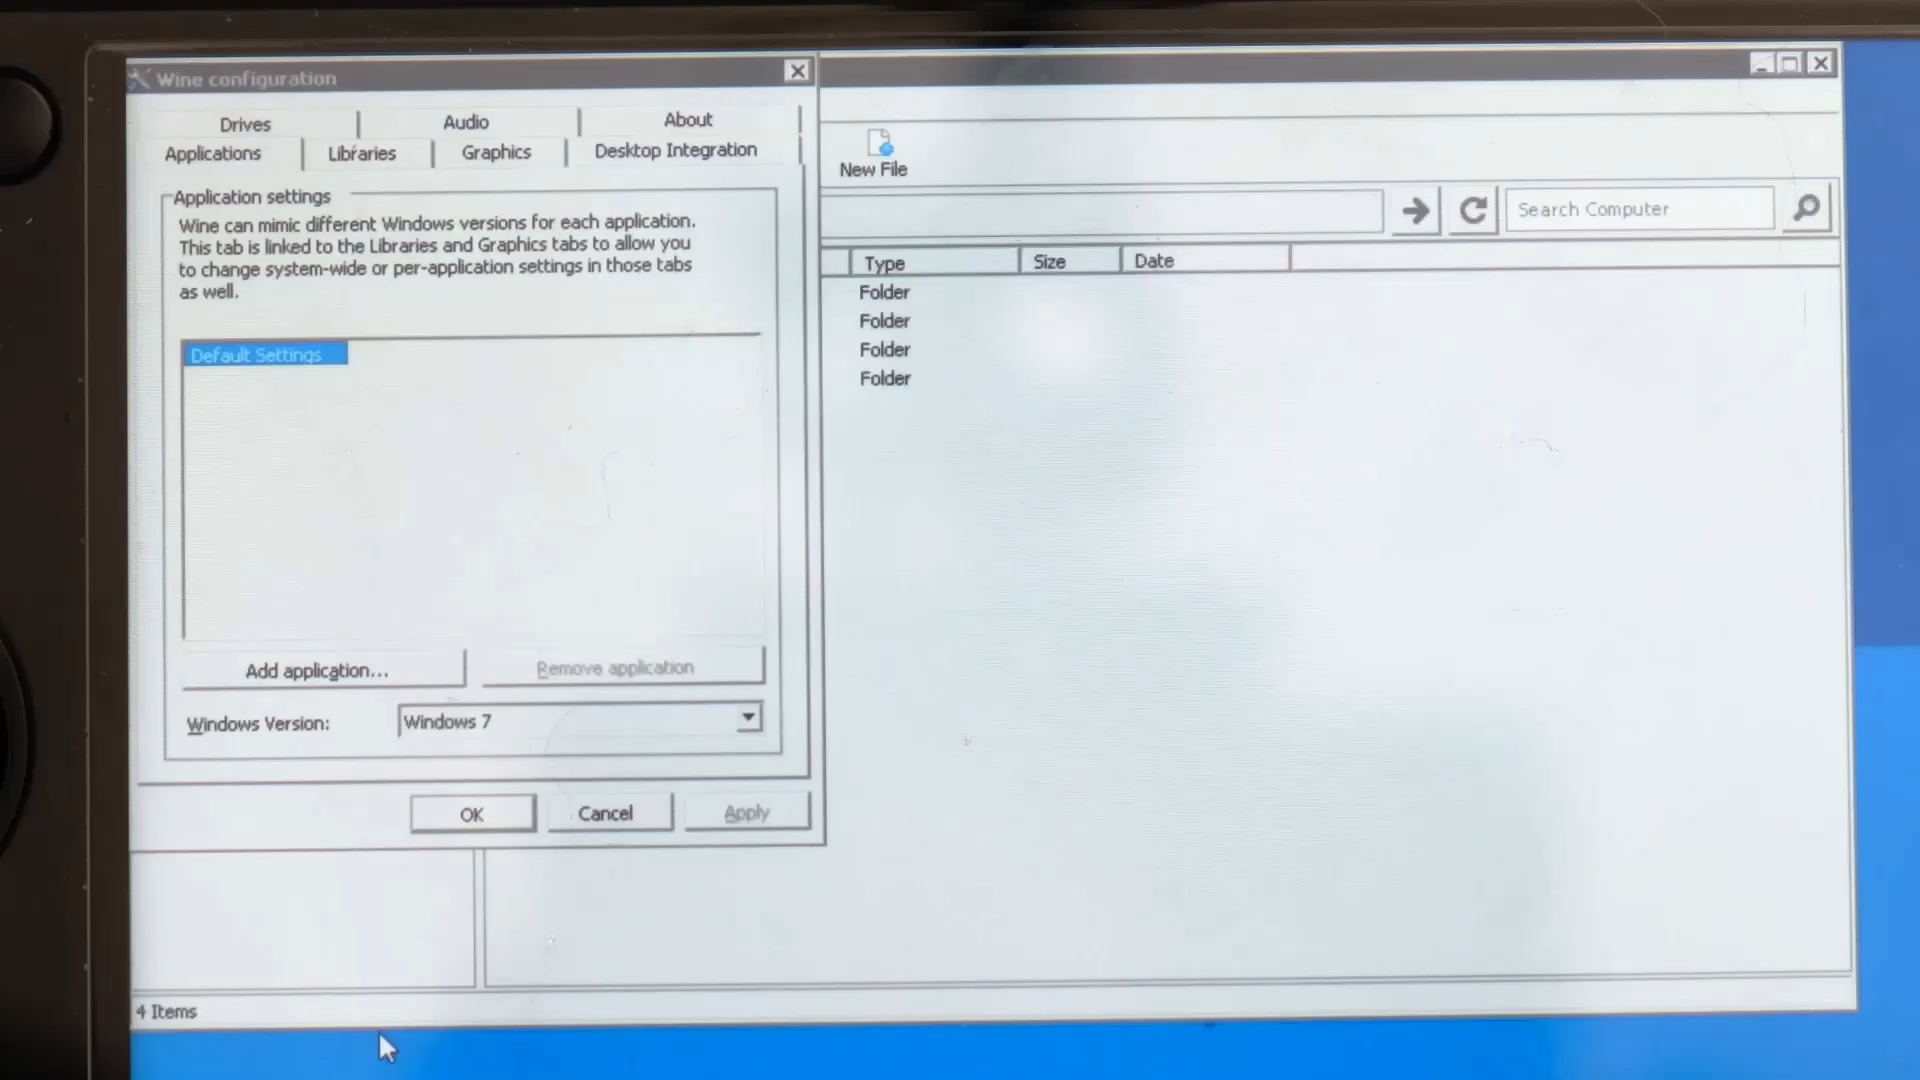 Wine configuration
Drives
Audio
About
Applications
Libraries
Graphics
Desktop Integration
Application settings
Wine can mimic different Windows versions for each application.
This tab is linked to the Libraries and Graphics tabs to allow you
to change system-wide or per-application settings in those tabs
as well.
Default Settings
Add application...
Remove application
Windows Version:
Windows 7
OK
Cancel
Apply
New File
Search Computer
Type
Size
Date
Folder
Folder
Folder
Folder
4 Items